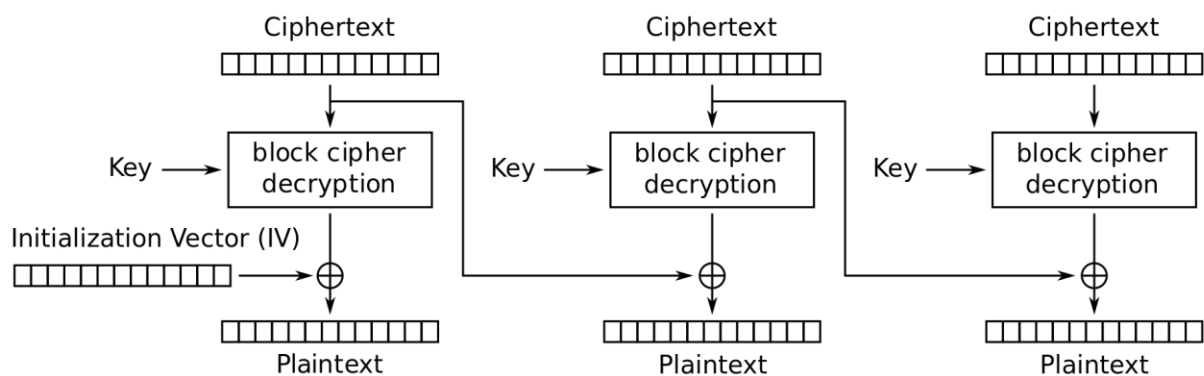 Ciphertext
Ciphertext
Ciphertext
Key
block cipher
decryption
Key
block cipher
decryption
Key
block cipher
decryption
Initialization Vector (IV)
Plaintext
Plaintext
Plaintext